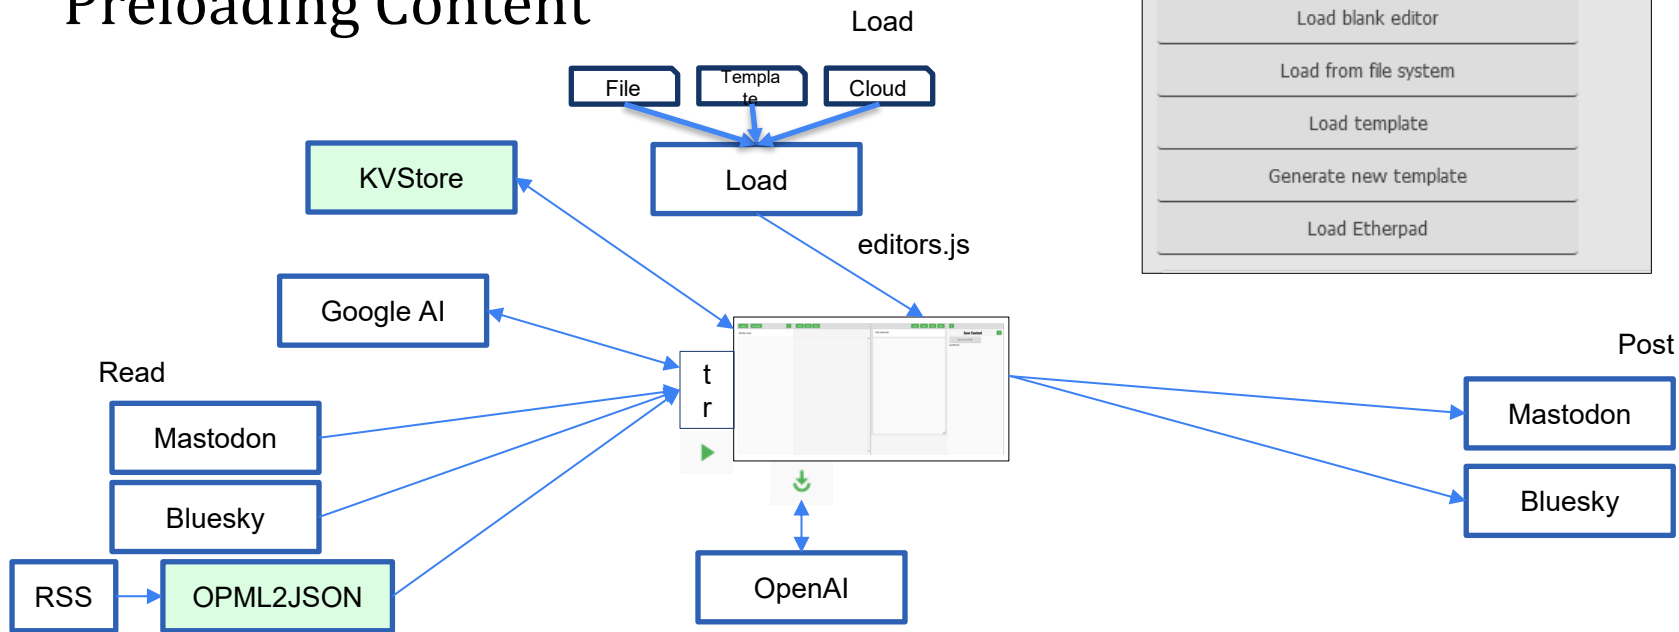 Preloading Content
Load
File
Templa
te
Cloud
Load
KVStore
editors.js
Google AI
t
r
Read
Mastodon
Bluesky
RSS
OPML2JSON
OpenAI
Post
Mastodon
Bluesky
Load blank editor
Load from file system
Load template
Generate new template
Load Etherpad